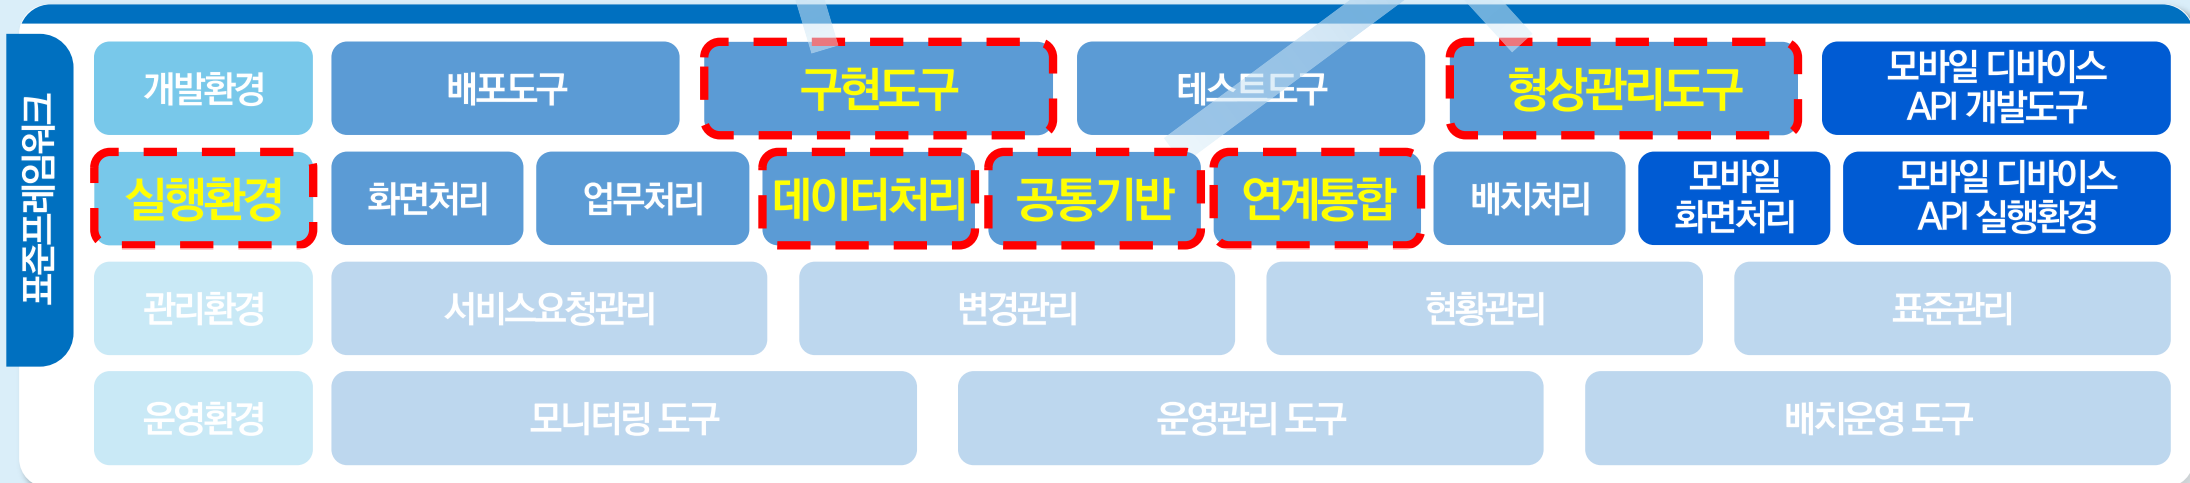 표준프레임워크
개발환경
배포도구
구현도구
테스트도구
형상관리도구
모바일 디바이스
API 개발도구
실행환경
화면처리
업무처리
데이터처리
공통기반
연계통합
배치처리
모바일
화면처리
모바일 디바이스
API 실행환경
관리환경
서비스요청관리
변경관리
현황관리
표준관리
운영환경
모니터링 도구
운영관리 도구
배치운영 도구